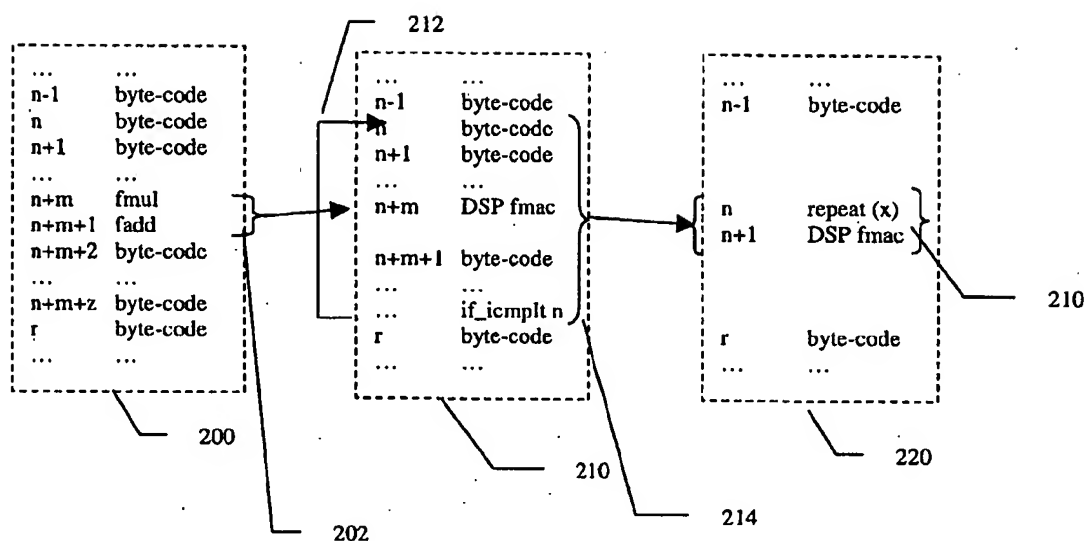 212
... ...
n-1 byte-code
n byte-code
n+1 byte-code
... ...
n+m fmul
n+m+1 fadd
n+m+2 byte-code
... ...
n+m+z byte-code
r byte-code
... ...
200
202
... ...
n-1 byte-code
n byte-code
n+1 byte-code
... ...
n+m DSP fmac
n+m+1 byte-code
... ...
... if_icmplt n
r byte-code
... ...
210
214
... ...
n-1 byte-code
n repeat (x)
n+1 DSP fmac
r byte-code
... ...
210
220